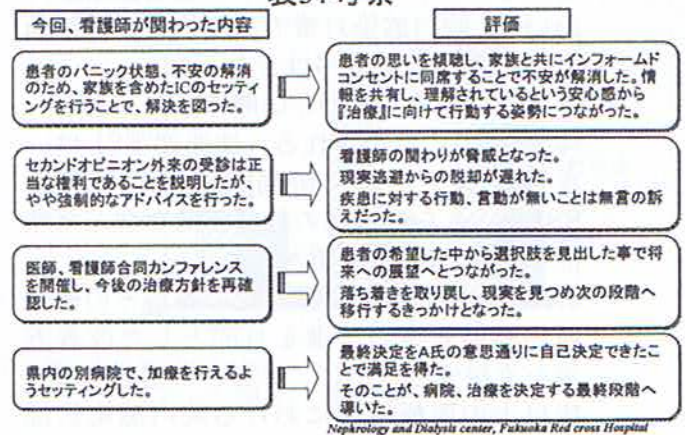 今回、看護師が関わった内容
評価
患者のパニック状態、不安の解消
のため、家族を含めたICのセッティ
ングを行うことで、解決を図った。
患者の思いを傾聴し、家族と共にインフォームド
コンセントに同席することで不安が解消した。情
報を共有し、理解されているという安心感から
『治療』に向けて行動する姿勢につながった。
セカンドオピニオン外来の受診は正
当な権利であることを説明したが、
やや強制的なアドバイスを行った。
看護師の関わりが脅威となった。
現実逃避からの脱却が遅れた。
疾患に対する行動、言動が無いことは無言の訴
えだった。
医師、看護師合同カンファレンス
を開催し、今後の治療方針を再確
認した。
患者の希望した中から選択肢を見出した事で将
来への展望へとつながった。
落ち着きを取り戻し、現実を見つめ次の段階へ
移行するきっかけとなった。
県内の別病院で、加療を行えるよ
うセッティングした。
最終決定をA氏の意思通りに自己決定できたこ
とで満足を得た。
そのことが、病院、治療を決定する最終段階へ
導いた。
Nephrology and Dialysis center, Fukuoka Red cross Hospital